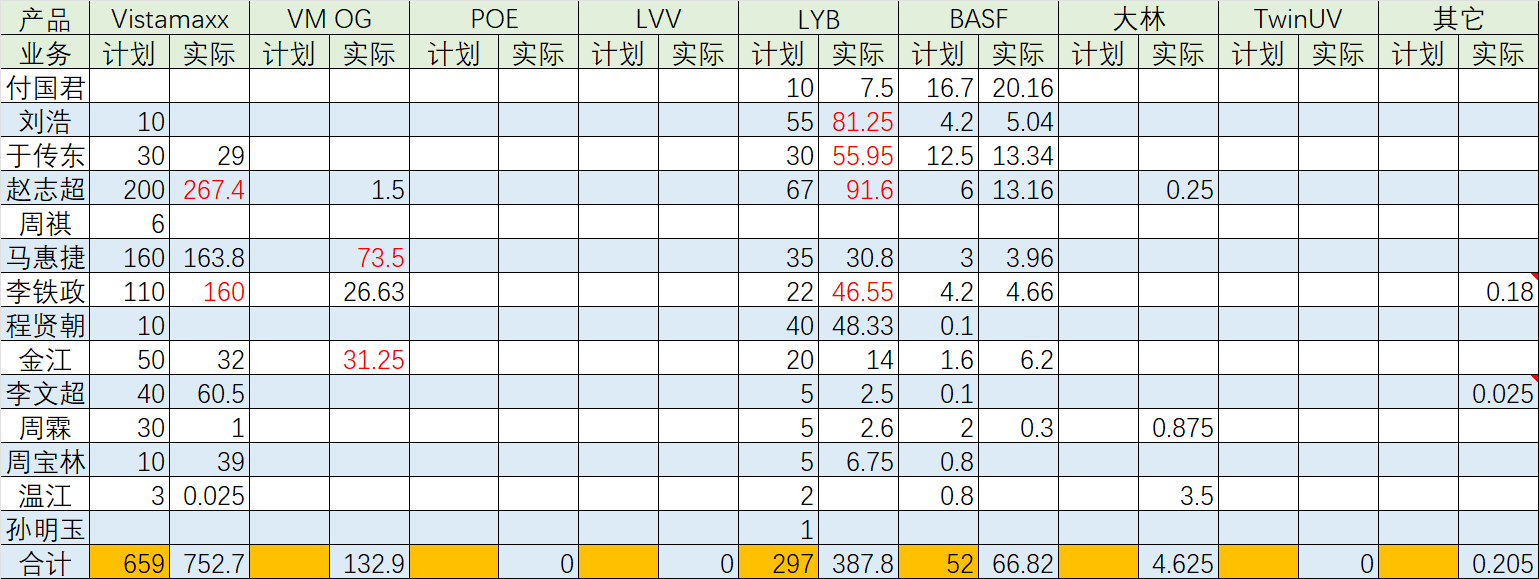 产品 Vistamaxx VM OG POE LVV LYB BASF 大林 TwinUV 其它
业务 计划 实际 计划 实际 计划 实际 计划 实际 计划 实际 计划 实际 计划 实际 计划 实际 计划 实际
付国君 10 7.5 16.7 20.16
刘浩 10 55 81.25 4.2 5.04
于传东 30 29 30 55.95 12.5 13.34
赵志超 200 267.4 1.5 67 91.6 6 13.16 0.25
周祺 6
马惠捷 160 163.8 73.5 35 30.8 3 3.96
李铁政 110 160 26.63 22 46.55 4.2 4.66 0.18
程贤朝 10 40 48.33 0.1
金江 50 32 31.25 20 14 1.6 6.2
李文超 40 60.5 5 2.5 0.1 0.025
周霖 30 1 5 2.6 2 0.3 0.875
周宝林 10 39 5 6.75 0.8
温江 3 0.025 2 0.8 3.5
孙明玉 1
合计 659 752.7 132.9 0 0 297 387.8 52 66.82 4.625 0 0.205